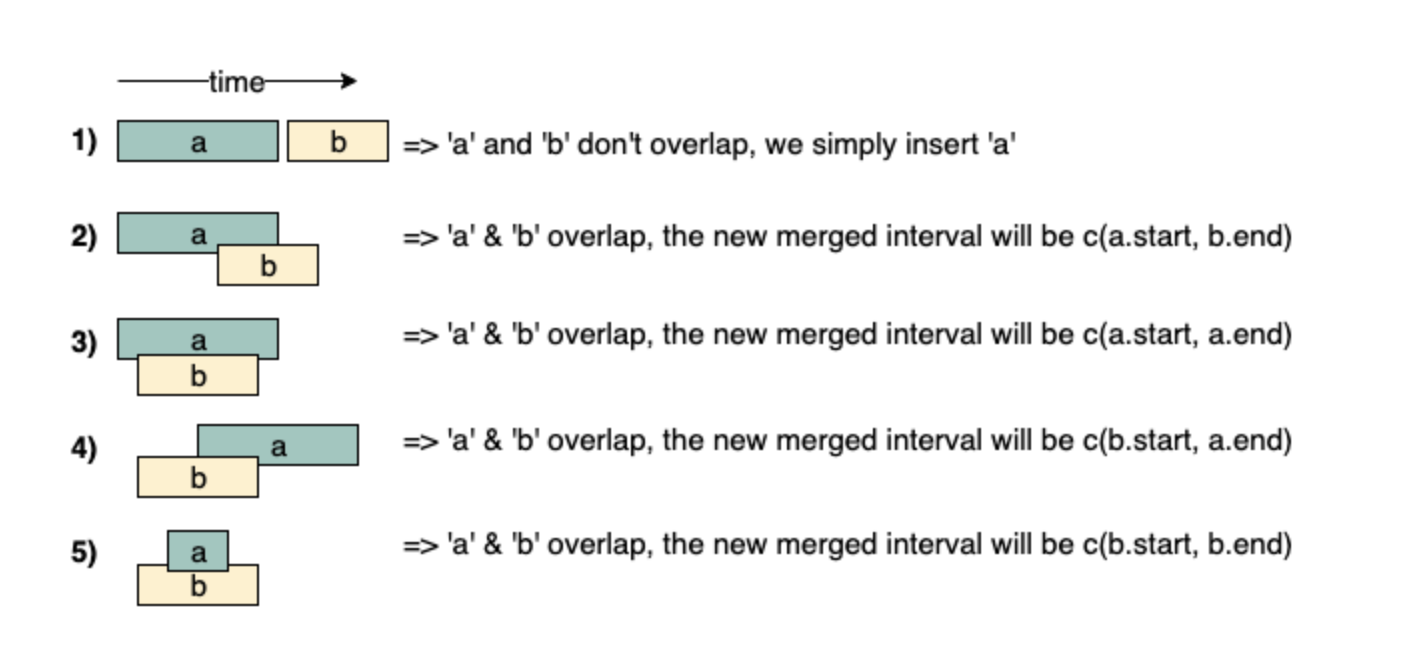 time
1) a b => 'a' and 'b' don't overlap, we simply insert 'a'
2) a => 'a' & 'b' overlap, the new merged interval will be c(a.start, b.end)
b
3) a => 'a' & 'b' overlap, the new merged interval will be c(a.start, a.end)
b
4) a => 'a' & 'b' overlap, the new merged interval will be c(b.start, a.end)
b
5) a => 'a' & 'b' overlap, the new merged interval will be c(b.start, b.end)
b